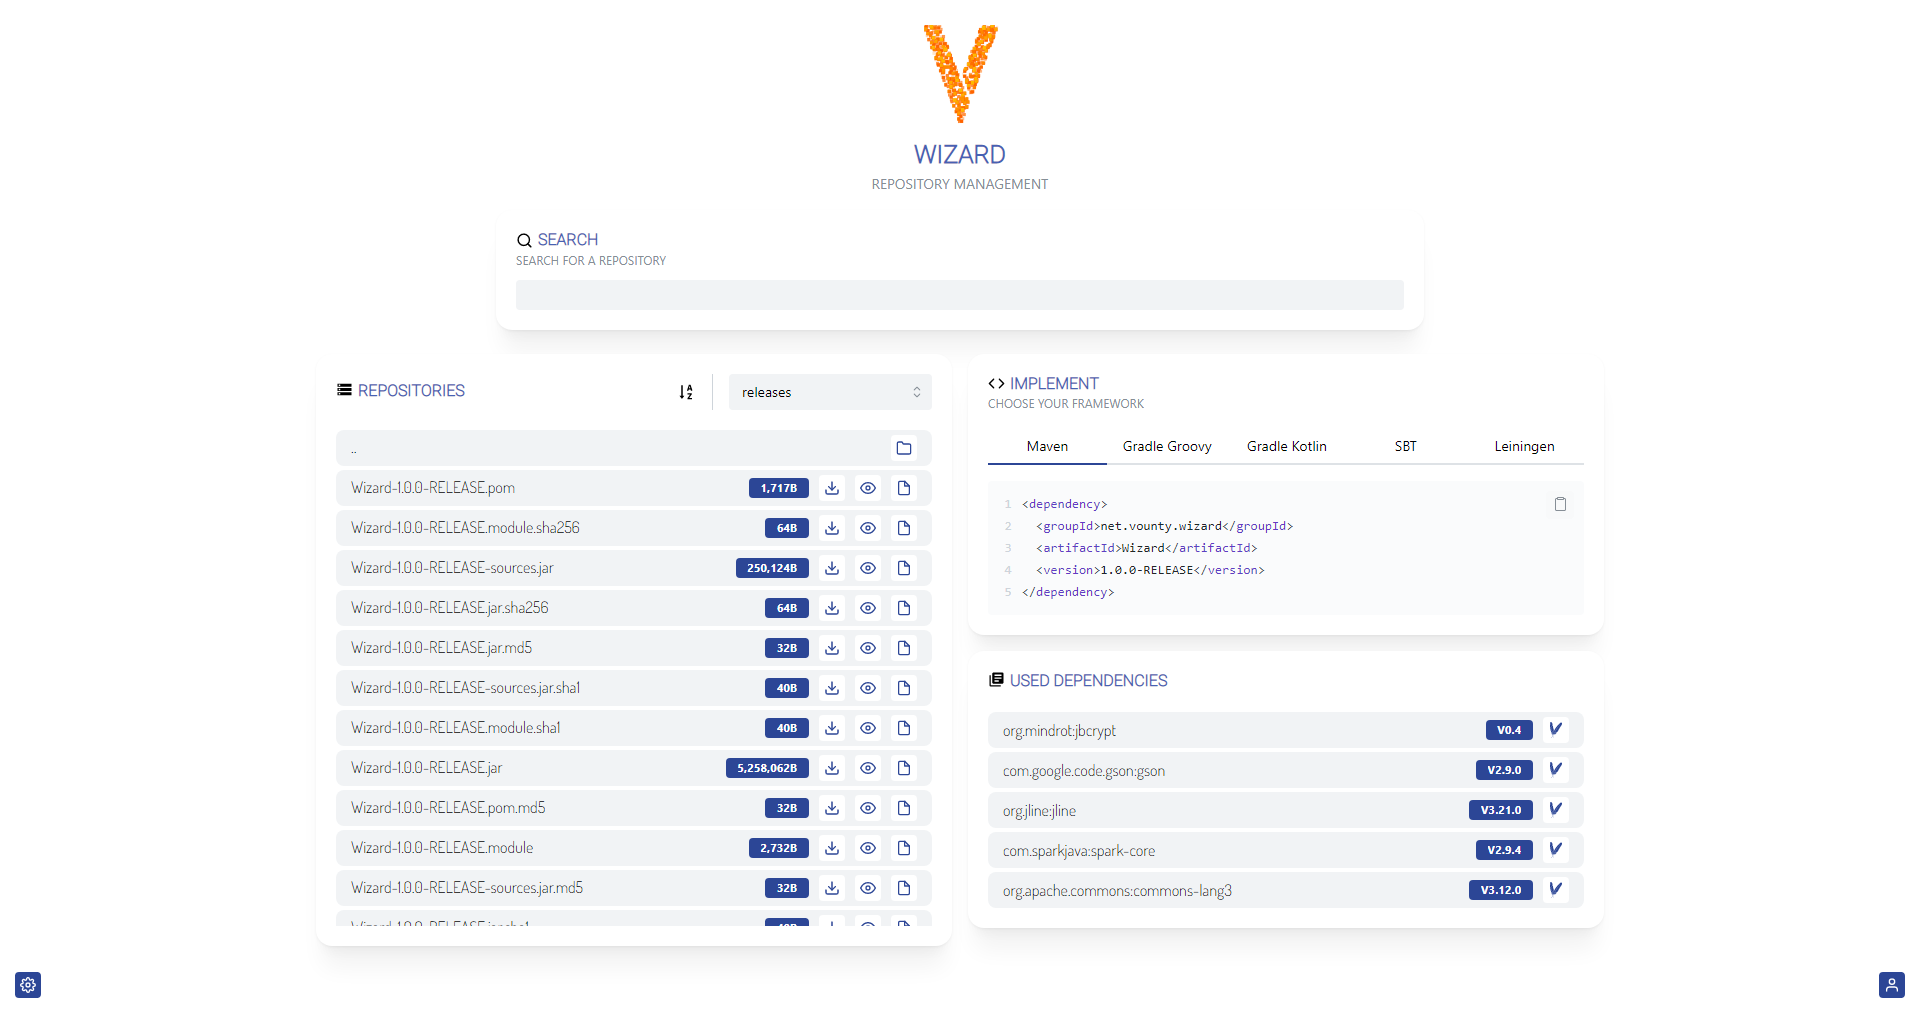 WIZARD
REPOSITORY MANAGEMENT
SEARCH
SEARCH FOR A REPOSITORY
REPOSITORIES
releases
..
Wizard-1.0.0-RELEASE.pom 1,717B
Wizard-1.0.0-RELEASE.module.sha256 64B
Wizard-1.0.0-RELEASE-sources.jar 250,124B
Wizard-1.0.0-RELEASE.jar.sha256 64B
Wizard-1.0.0-RELEASE.jar.md5 32B
Wizard-1.0.0-RELEASE-sources.jar.sha1 40B
Wizard-1.0.0-RELEASE.module.sha1 40B
Wizard-1.0.0-RELEASE.jar 5,258,062B
Wizard-1.0.0-RELEASE.pom.md5 32B
Wizard-1.0.0-RELEASE.module 2,732B
Wizard-1.0.0-RELEASE-sources.jar.md5 32B
IMPLEMENT
CHOOSE YOUR FRAMEWORK
Maven Gradle Groovy Gradle Kotlin SBT Leiningen
1 <dependency>
2 <groupId>net.vounty.wizard</groupId>
3 <artifactId>Wizard</artifactId>
4 <version>1.0.0-RELEASE</version>
5 </dependency>
USED DEPENDENCIES
org.mindrot:jbcrypt V0.4
com.google.code.gson:gson V2.9.0
org.jline:jline V3.21.0
com.sparkjava:spark-core V2.9.4
org.apache.commons:commons-lang3 V3.12.0